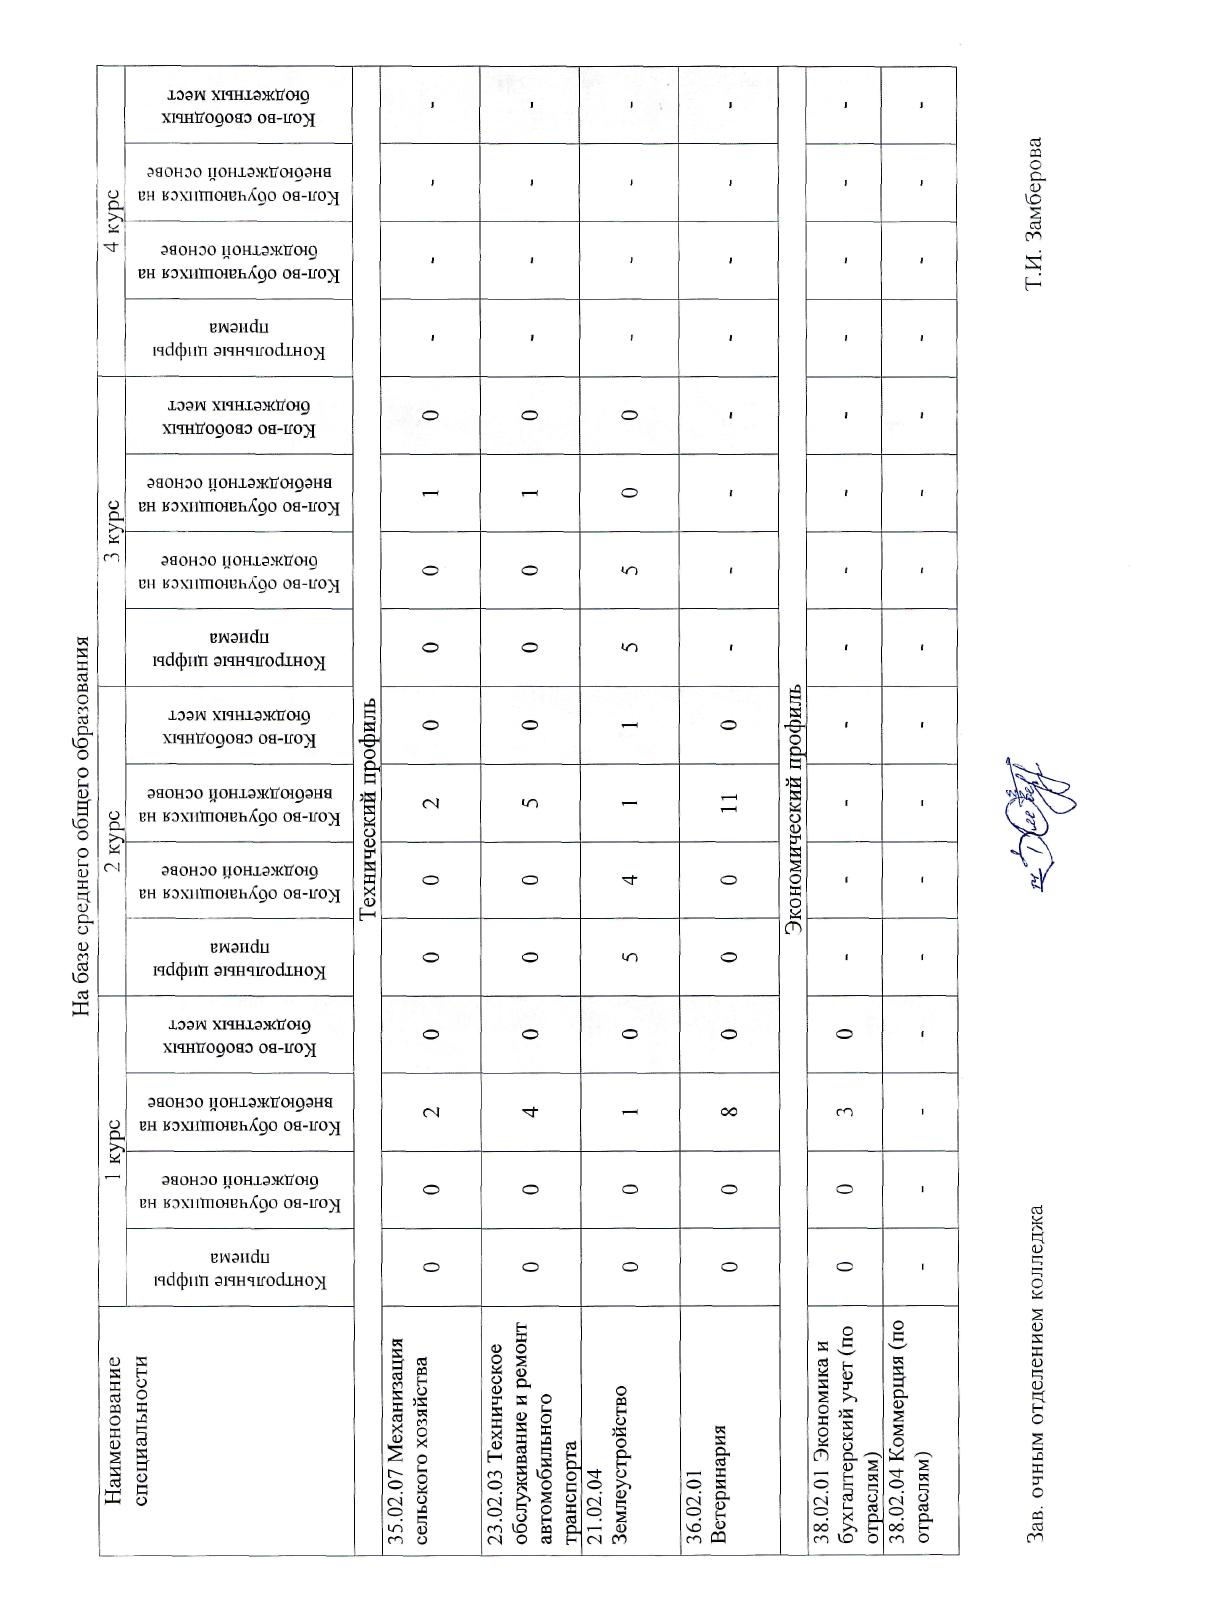 На базе среднего общего образования
Наименование специальности | 1 курс | 2 курс | 3 курс | 4 курс
Контрольные цифры приема | Кол-во обучающихся на бюджетной основе | Кол-во обучающихся на внебюджетной основе | Кол-во свободных бюджетных мест | Контрольные цифры приема | Кол-во обучающихся на бюджетной основе | Кол-во обучающихся на внебюджетной основе | Кол-во свободных бюджетных мест | Контрольные цифры приема | Кол-во обучающихся на бюджетной основе | Кол-во обучающихся на внебюджетной основе | Кол-во свободных бюджетных мест | Контрольные цифры приема | Кол-во обучающихся на бюджетной основе | Кол-во обучающихся на внебюджетной основе | Кол-во свободных бюджетных мест
Технический профиль
35.02.07 Механизация сельского хозяйства | 0 | 0 | 2 | 0 | 0 | 0 | 2 | 0 | 0 | 0 | 1 | 0 | - | - | - | -
23.02.03 Техническое обслуживание и ремонт автомобильного транспорта | 0 | 0 | 4 | 0 | 0 | 0 | 5 | 0 | 0 | 0 | 1 | 0 | - | - | - | -
21.02.04 Землеустройство | 0 | 0 | 1 | 0 | 5 | 4 | 1 | 1 | 5 | 5 | 0 | 0 | - | - | - | -
36.02.01 Ветеринария | 0 | 0 | 8 | 0 | 0 | 0 | 11 | 0 | - | - | - | - | - | - | - | -
Экономический профиль
38.02.01 Экономика и бухгалтерский учет (по отраслям) | 0 | 0 | 3 | 0 | - | - | - | - | - | - | - | - | - | - | - | -
38.02.04 Коммерция (по отраслям) | - | - | - | - | - | - | - | - | - | - | - | - | - | - | - | -
Зав. очным отделением колледжа Т.И. Замберова